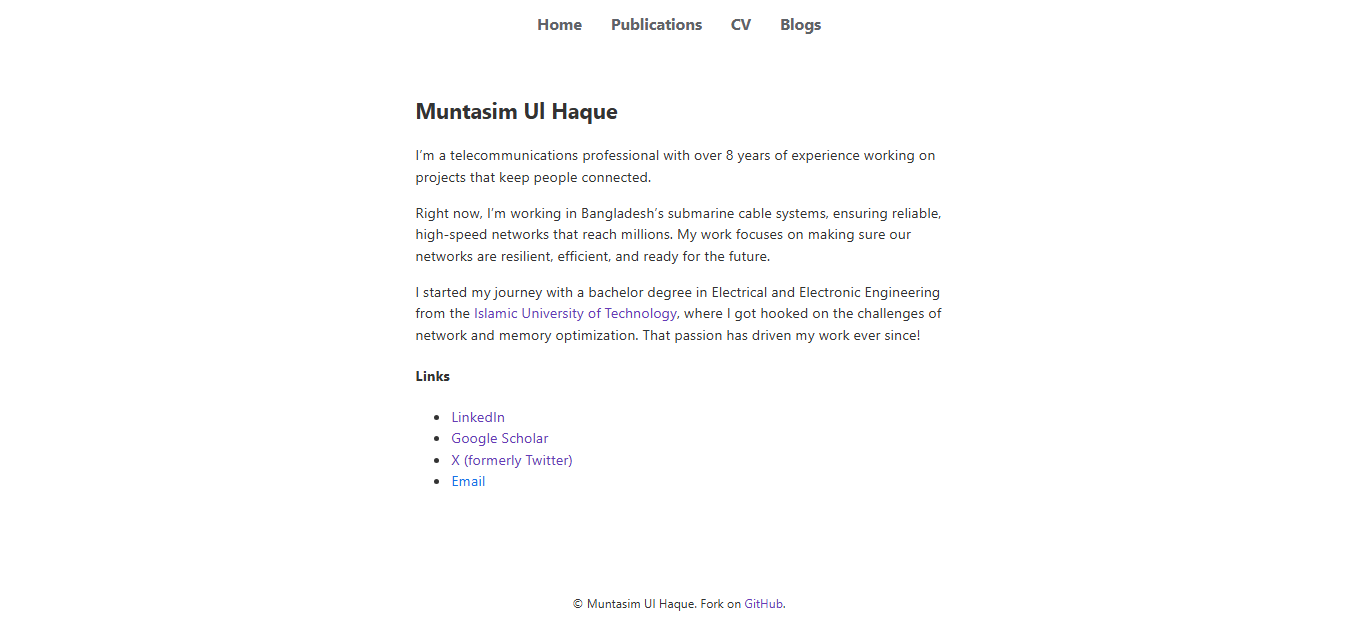 Home Publications CV Blogs
Muntasim Ul Haque
I'm a telecommunications professional with over 8 years of experience working on
projects that keep people connected.
Right now, I'm working in Bangladesh's submarine cable systems, ensuring reliable,
high-speed networks that reach millions. My work focuses on making sure our
networks are resilient, efficient, and ready for the future.
I started my journey with a bachelor degree in Electrical and Electronic Engineering
from the Islamic University of Technology, where I got hooked on the challenges of
network and memory optimization. That passion has driven my work ever since!
Links
LinkedIn
Google Scholar
X (formerly Twitter)
Email
© Muntasim Ul Haque. Fork on GitHub.